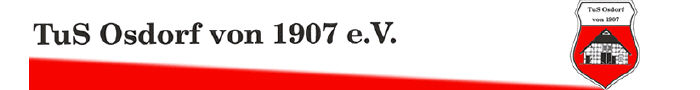 TuS Osdorf von 1907 e.V.
TuS Osdorf
von 1907